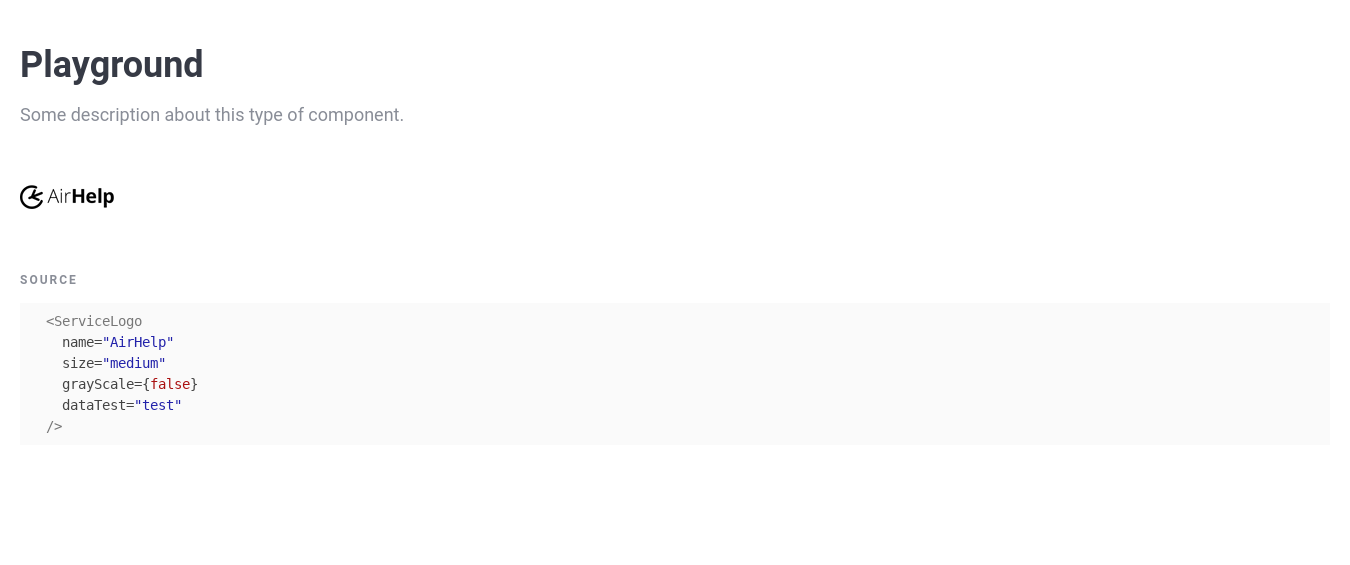 Playground
Some description about this type of component.
AirHelp
SOURCE
<ServiceLogo
  name="AirHelp"
  size="medium"
  grayScale={false}
  dataTest="test"
/>